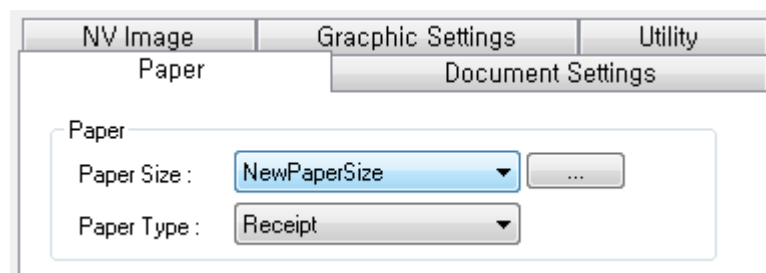 NV Image Gracphic Settings Utility
Paper Document Settings
Paper
Paper Size : NewPaperSize ...
Paper Type : Receipt